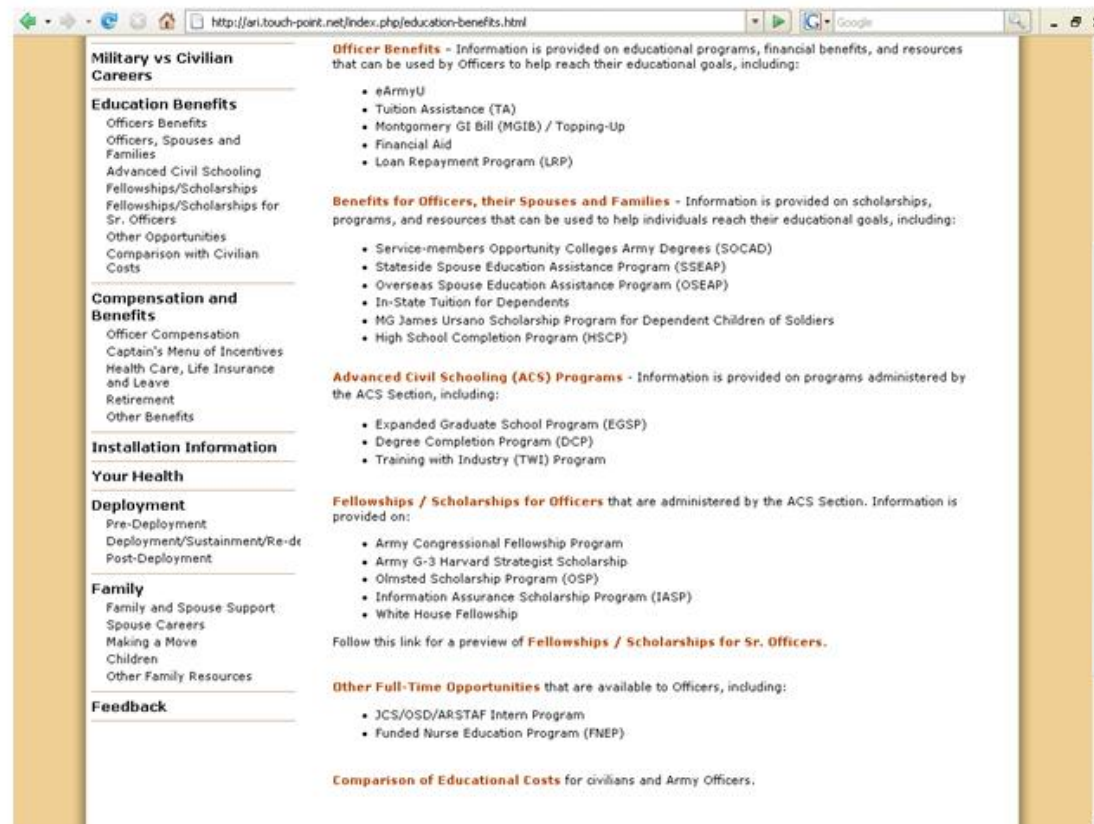 http://ari.touch-point.net/index.php/education-benefits.html
Google
Military vs Civilian
Careers
Education Benefits
Officers Benefits
Officers, Spouses and
Families
Advanced Civil Schooling
Fellowships/Scholarships
Fellowships/Scholarships for
Sr. Officers
Other Opportunities
Comparison with Civilian
Costs
Compensation and
Benefits
Officer Compensation
Captain's Menu of Incentives
Health Care, Life Insurance
and Leave
Retirement
Other Benefits
Installation Information
Your Health
Deployment
Pre-Deployment
Deployment/Sustainment/Re-de
Post-Deployment
Family
Family and Spouse Support
Spouse Careers
Making a Move
Children
Other Family Resources
Feedback
Officer Benefits - Information is provided on educational programs, financial benefits, and resources
that can be used by Officers to help reach their educational goals, including:
• eArmyU
• Tuition Assistance (TA)
• Montgomery GI Bill (MGIB) / Topping-Up
• Financial Aid
• Loan Repayment Program (LRP)
Benefits for Officers, their Spouses and Families - Information is provided on scholarships,
programs, and resources that can be used to help individuals reach their educational goals, including:
• Service-members Opportunity Colleges Army Degrees (SOCAD)
• Stateside Spouse Education Assistance Program (SSEAP)
• Overseas Spouse Education Assistance Program (OSEAP)
• In-State Tuition for Dependents
• MG James Ursano Scholarship Program for Dependent Children of Soldiers
• High School Completion Program (HSCP)
Advanced Civil Schooling (ACS) Programs - Information is provided on programs administered by
the ACS Section, including:
• Expanded Graduate School Program (EGSP)
• Degree Completion Program (DCP)
• Training with Industry (TWI) Program
Fellowships / Scholarships for Officers that are administered by the ACS Section. Information is
provided on:
• Army Congressional Fellowship Program
• Army G-3 Harvard Strategist Scholarship
• Olmsted Scholarship Program (OSP)
• Information Assurance Scholarship Program (IASP)
• White House Fellowship
Follow this link for a preview of Fellowships / Scholarships for Sr. Officers.
Other Full-Time Opportunities that are available to Officers, including:
• JCS/OSD/ARSTAF Intern Program
• Funded Nurse Education Program (FNEP)
Comparison of Educational Costs for civilians and Army Officers.